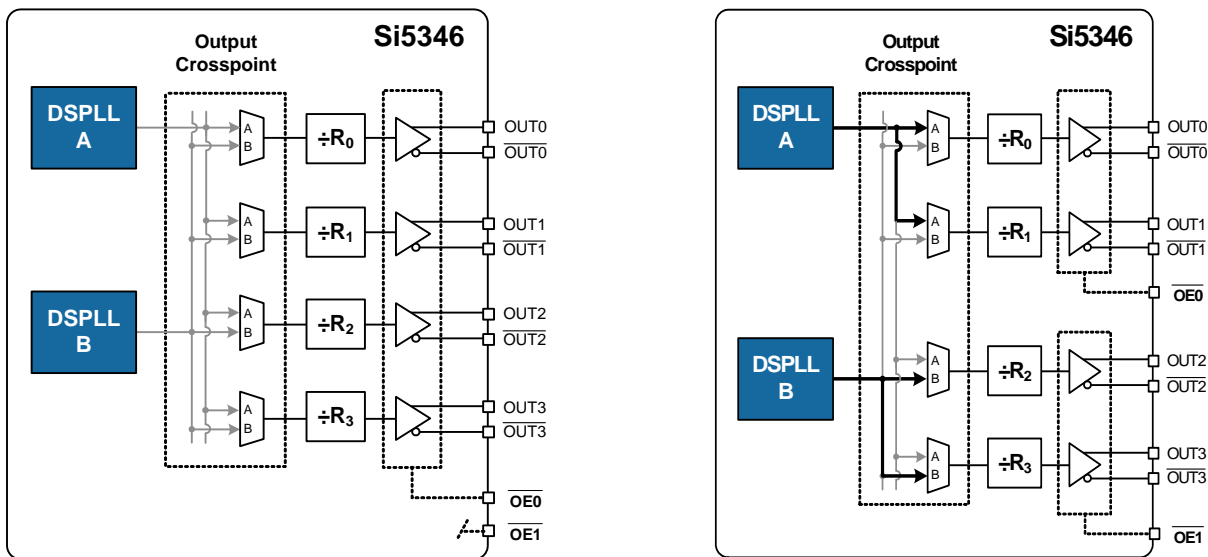 Si5346
Output
Crosspoint
DSPLL
A
A
B
÷R0
OUT0
OUT0
A
B
÷R1
OUT1
OUT1
DSPLL
B
A
B
÷R2
OUT2
OUT2
A
B
÷R3
OUT3
OUT3
OE0
OE1
Si5346
Output
Crosspoint
DSPLL
A
A
B
÷R0
OUT0
OUT0
A
B
÷R1
OUT1
OUT1
OE0
DSPLL
B
A
B
÷R2
OUT2
OUT2
A
B
÷R3
OUT3
OUT3
OE1